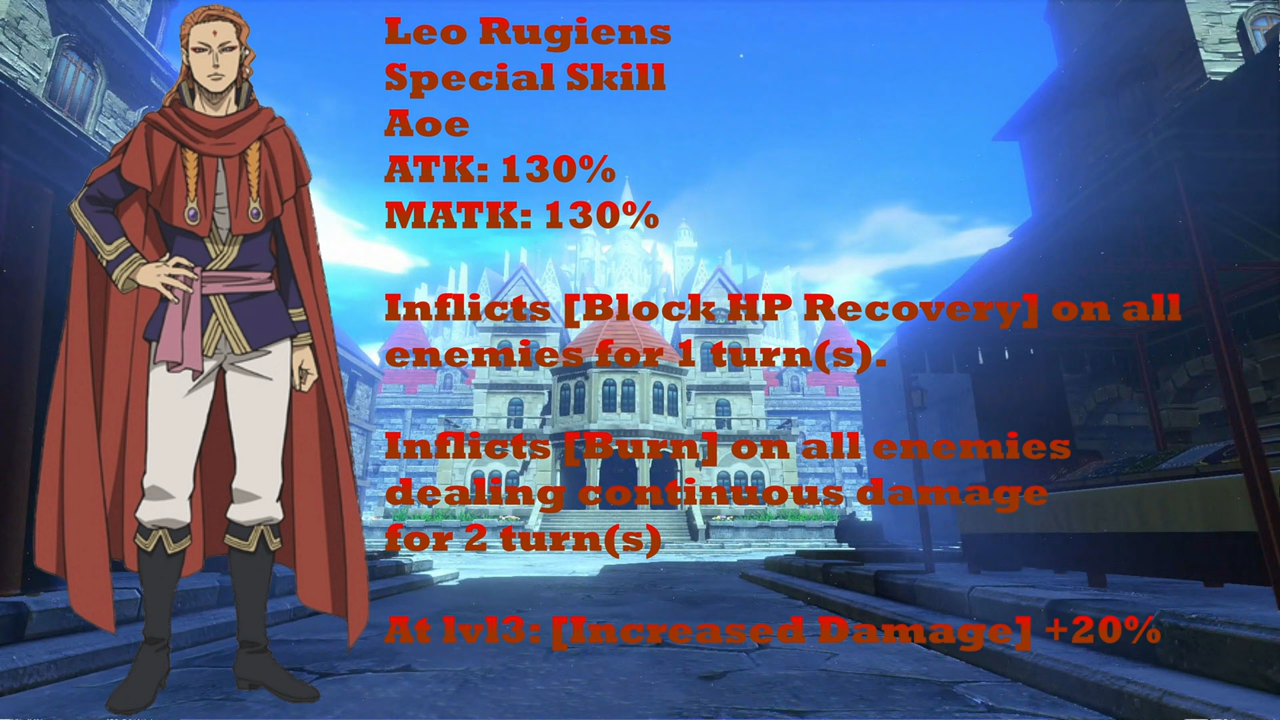 Leo Rugiens
Special Skill
Aoe
ATK: 130%
MATK: 130%
Inflicts [Block HP Recovery] on all
enemies for 1 turn(s).
Inflicts [Burn] on all enemies
dealing continuous damage
for 2 turn(s)
At lvl3: [Increased Damage] +20%